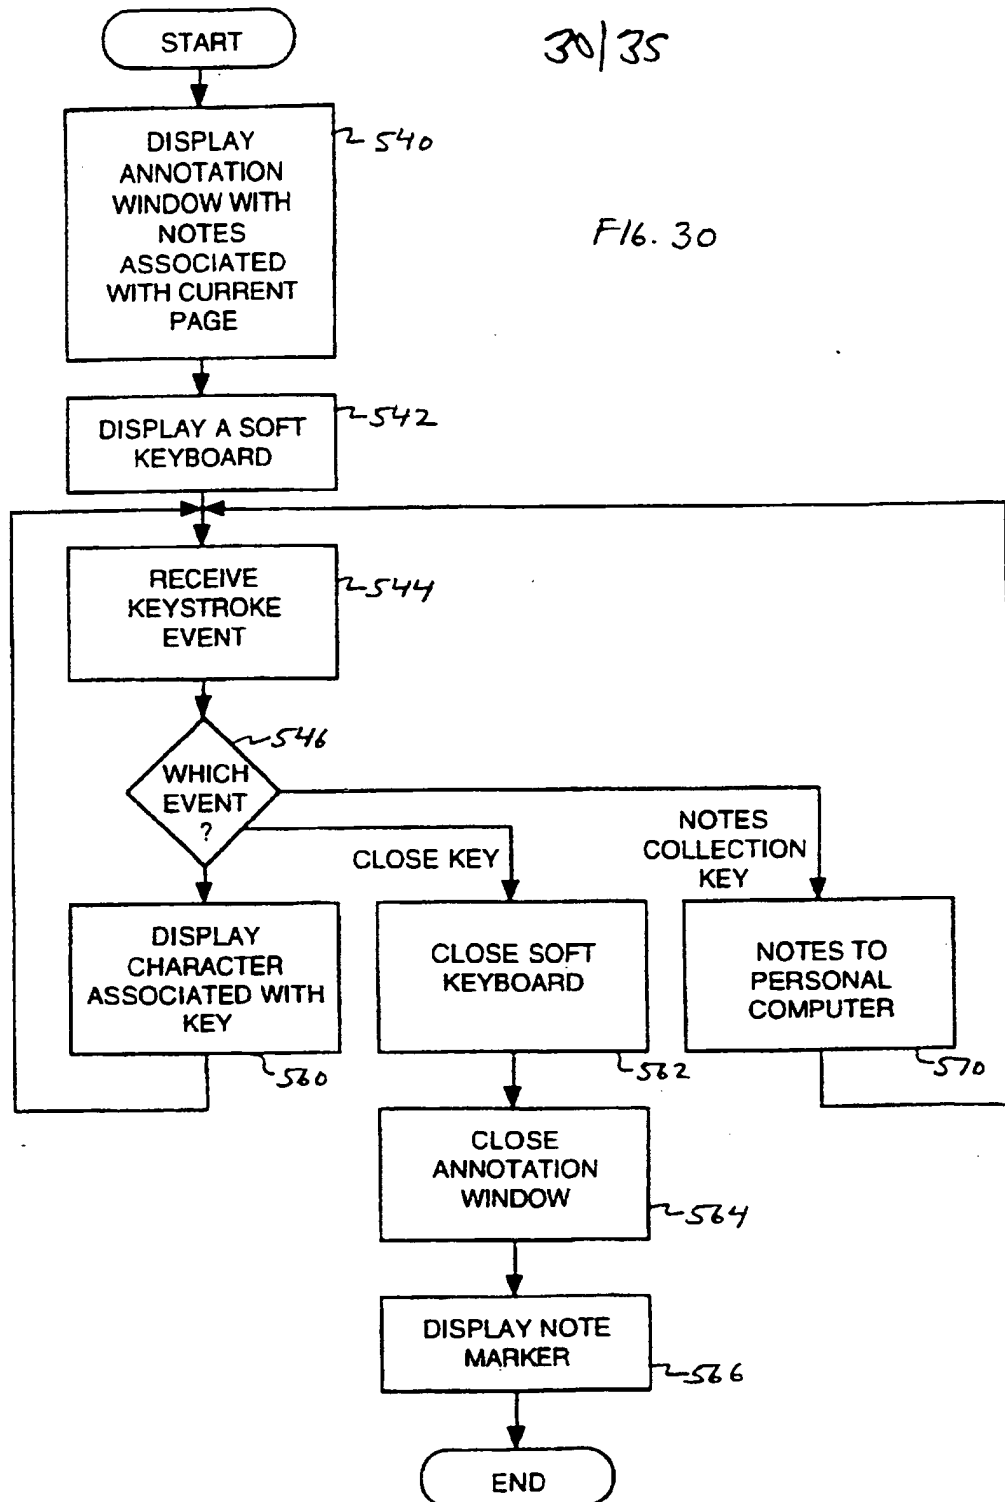 START
30/35
DISPLAY
ANNOTATION
WINDOW WITH
NOTES
ASSOCIATED
WITH CURRENT
PAGE
540
FIG. 30
DISPLAY A SOFT
KEYBOARD
542
RECEIVE
KEYSTROKE
EVENT
544
WHICH
EVENT
?
546
CLOSE KEY
NOTES
COLLECTION
KEY
DISPLAY
CHARACTER
ASSOCIATED WITH
KEY
560
CLOSE SOFT
KEYBOARD
562
NOTES TO
PERSONAL
COMPUTER
570
CLOSE
ANNOTATION
WINDOW
564
DISPLAY NOTE
MARKER
566
END